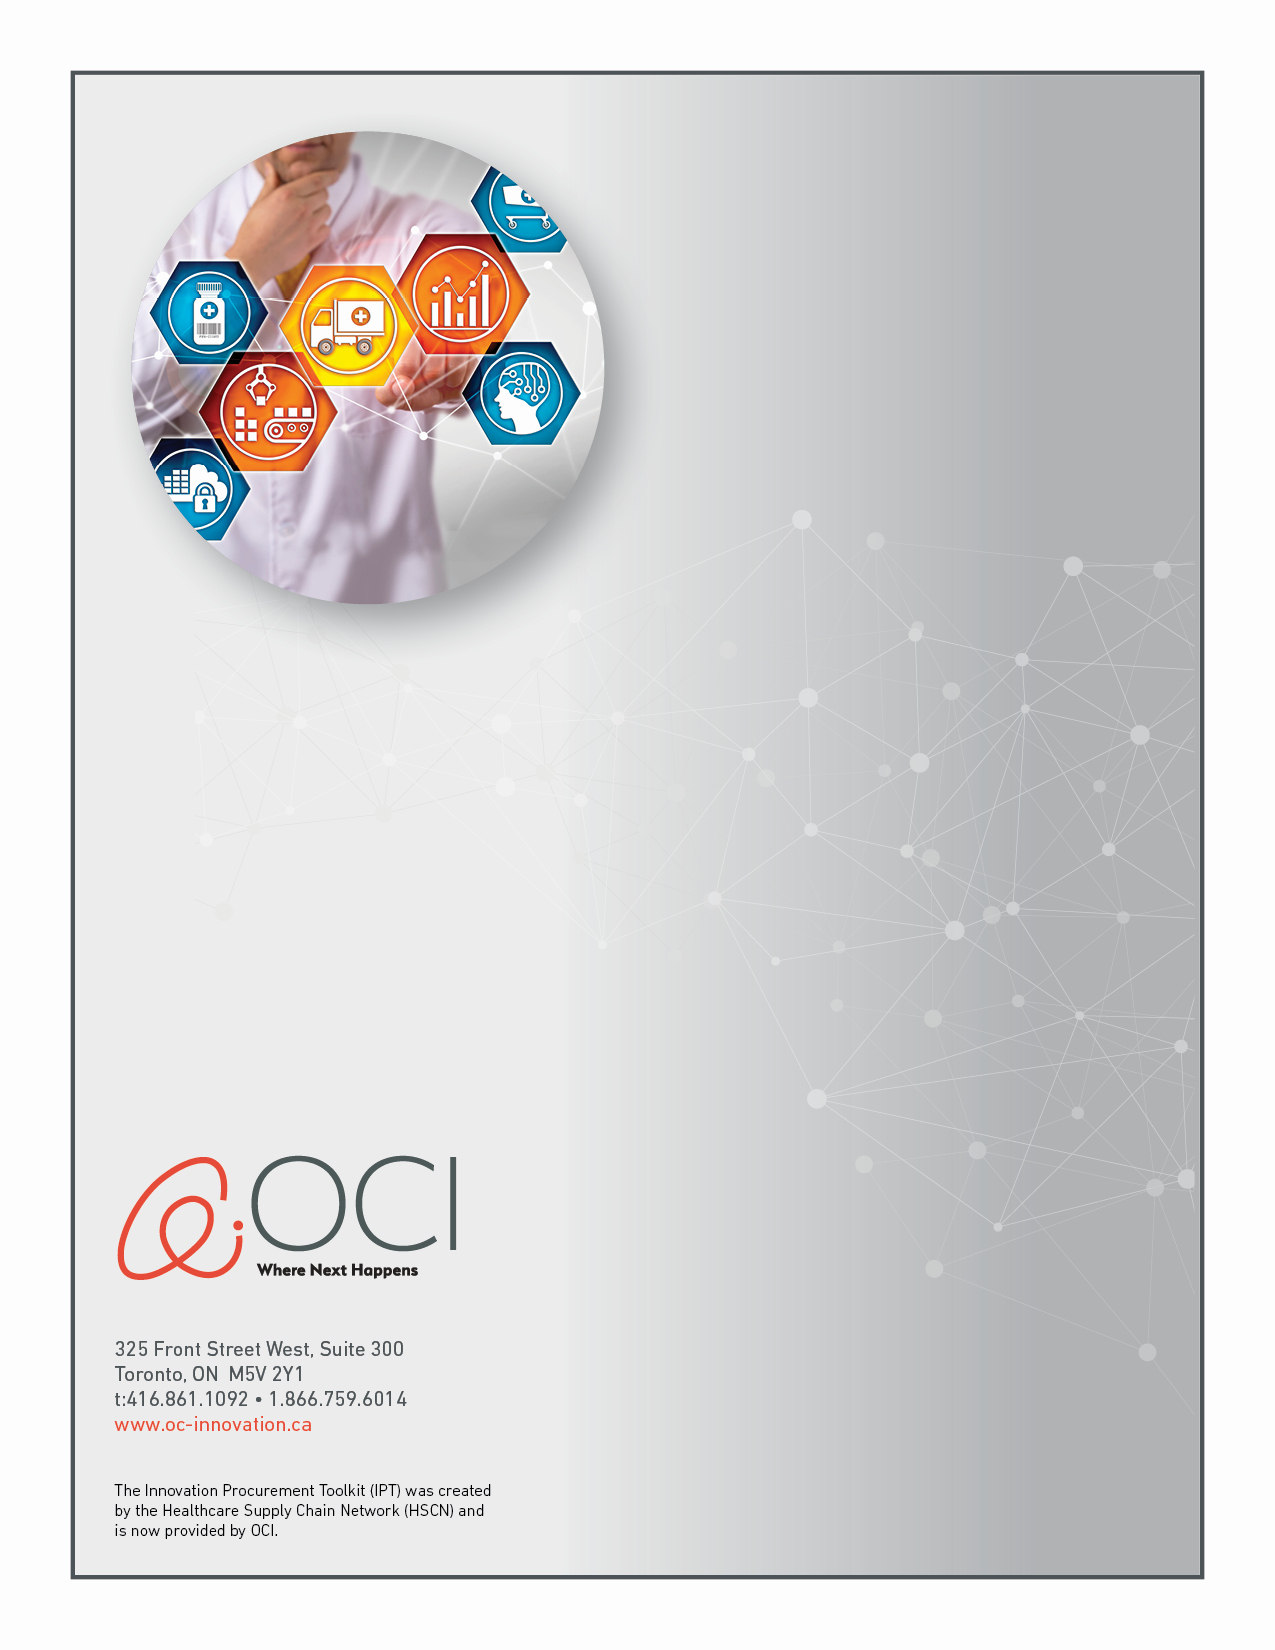 OCI
Where Next Happens
325 Front Street West, Suite 300
Toronto, ON  M5V 2Y1
t:416.861.1092 • 1.866.759.6014
www.oc-innovation.ca
The Innovation Procurement Toolkit (IPT) was created
by the Healthcare Supply Chain Network (HSCN) and
is now provided by OCI.